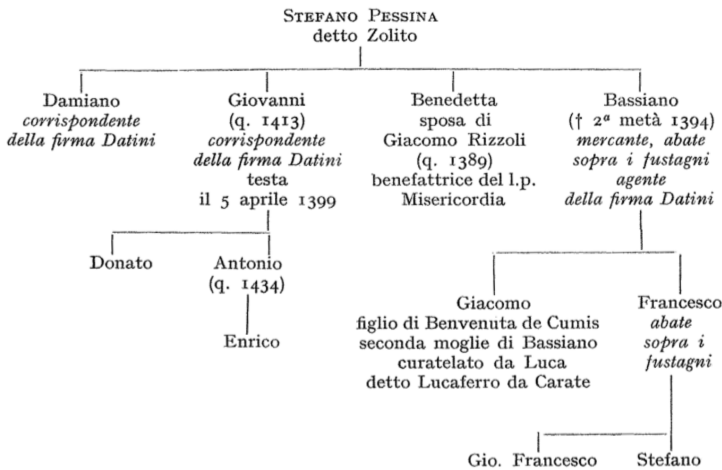 STEFANO PESSINA
detto Zolito
Damiano
corrispondente
della firma Datini
Giovanni
(q. 1413)
corrispondente
della firma Datini
testa
il 5 aprile 1399
Benedetta
sposa di
Giacomo Rizzoli
(q. 1389)
benefattrice del l.p.
Misericordia
Bassiano
(† 2ª metà 1394)
mercante, abate
sopra i fustagni
agente
della firma Datini
Donato
Antonio
(q. 1434)
Enrico
Giacomo
figlio di Benvenuta de Cumis
seconda moglie di Bassiano
curatelato da Luca
detto Lucaferro da Carate
Francesco
abate
sopra i
fustagni
Gio. Francesco
Stefano